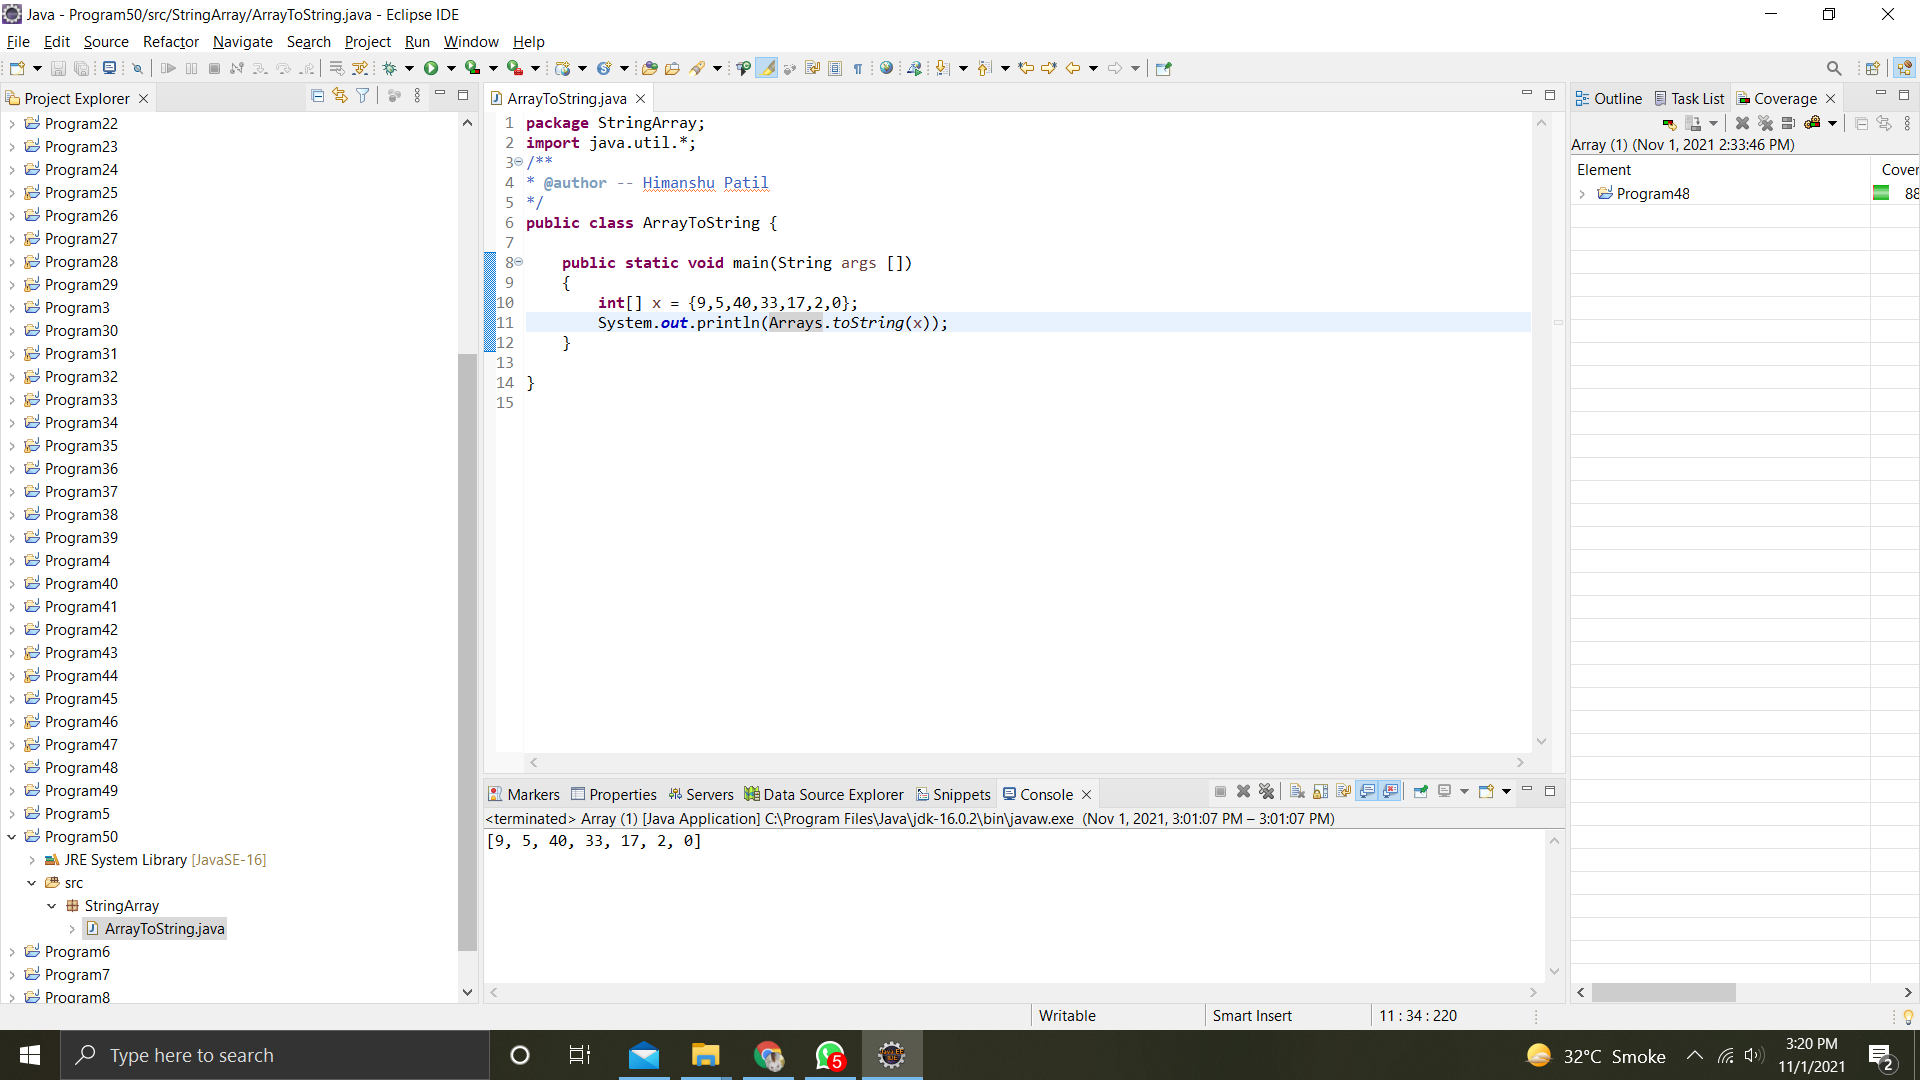 Java - Program50/src/StringArray/ArrayToString.java - Eclipse IDE
File Edit Source Refactor Navigate Search Project Run Window Help
Project Explorer
Program22
Program23
Program24
Program25
Program26
Program27
Program28
Program29
Program3
Program30
Program31
Program32
Program33
Program34
Program35
Program36
Program37
Program38
Program39
Program4
Program40
Program41
Program42
Program43
Program44
Program45
Program46
Program47
Program48
Program49
Program5
Program50
JRE System Library [JavaSE-16]
src
StringArray
ArrayToString.java
Program6
Program7
Program8
ArrayToString.java
1 package StringArray;
2 import java.util.*;
3 /**
4 * @author -- Himanshu Patil
5 */
6 public class ArrayToString {
7
8 public static void main(String args [])
9 {
10 int[] x = {9,5,40,33,17,2,0};
11 System.out.println(Arrays.toString(x));
12 }
13
14 }
15
Markers Properties Servers Data Source Explorer Snippets Console
<terminated> Array (1) [Java Application] C:\Program Files\Java\jdk-16.0.2\bin\javaw.exe (Nov 1, 2021, 3:01:07 PM – 3:01:07 PM)
[9, 5, 40, 33, 17, 2, 0]
Outline Task List Coverage
Array (1) (Nov 1, 2021 2:33:46 PM)
Element Cover
Program48 88
Writable Smart Insert 11 : 34 : 220
Type here to search
5
32°C Smoke
3:20 PM
11/1/2021
2